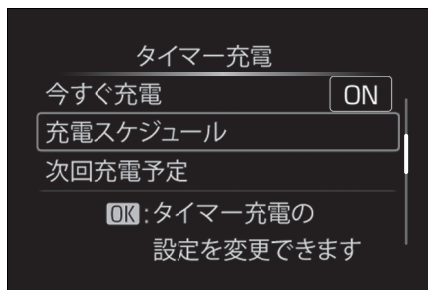 タイマー充電
今すぐ充電 ON
充電スケジュール
次回充電予定
OK:タイマー充電の
設定を変更できます